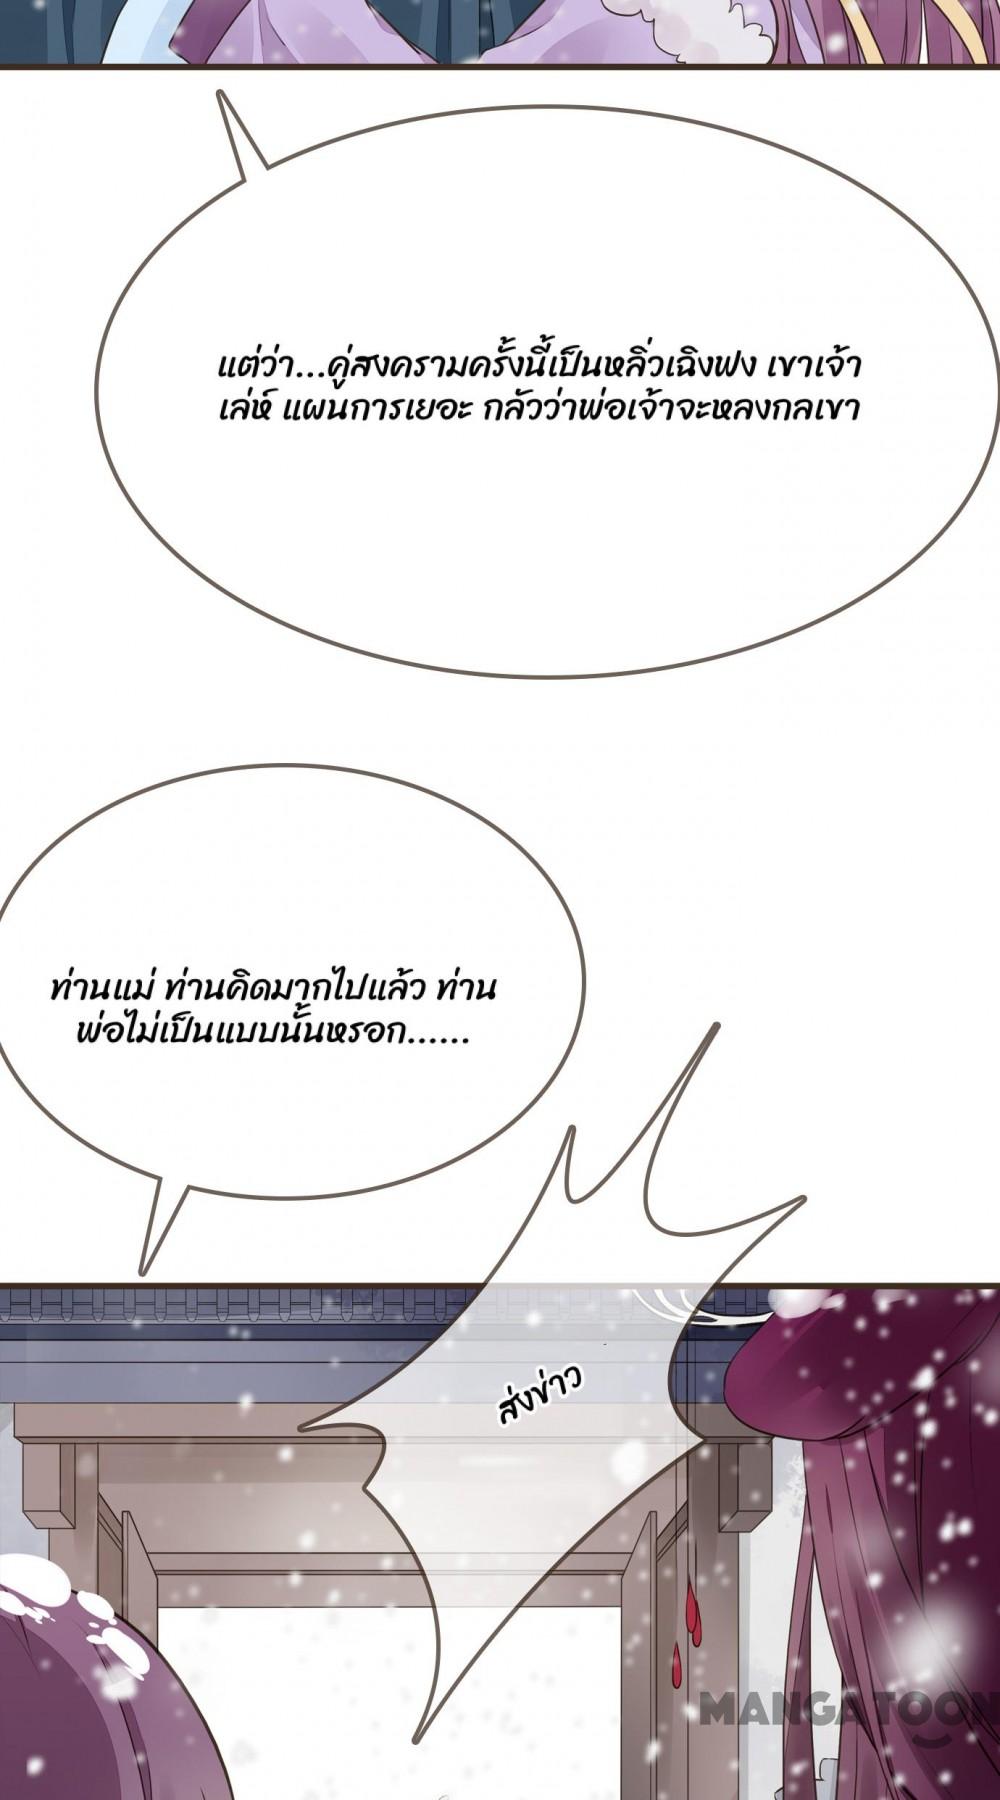 แต่ว่า...คู่สงครามครั้งนี้เป็นหลิ่วเฉิงฟง เขาเจ้า
เล่ห์ แผนการเยอะ กลัวว่าพ่อเจ้าจะหลงกลเขา
ท่านแม่ ท่านคิดมากไปแล้ว ท่าน
พ่อไม่เป็นแบบนั้นหรอก......
ส่งข่าว
MANGATOON